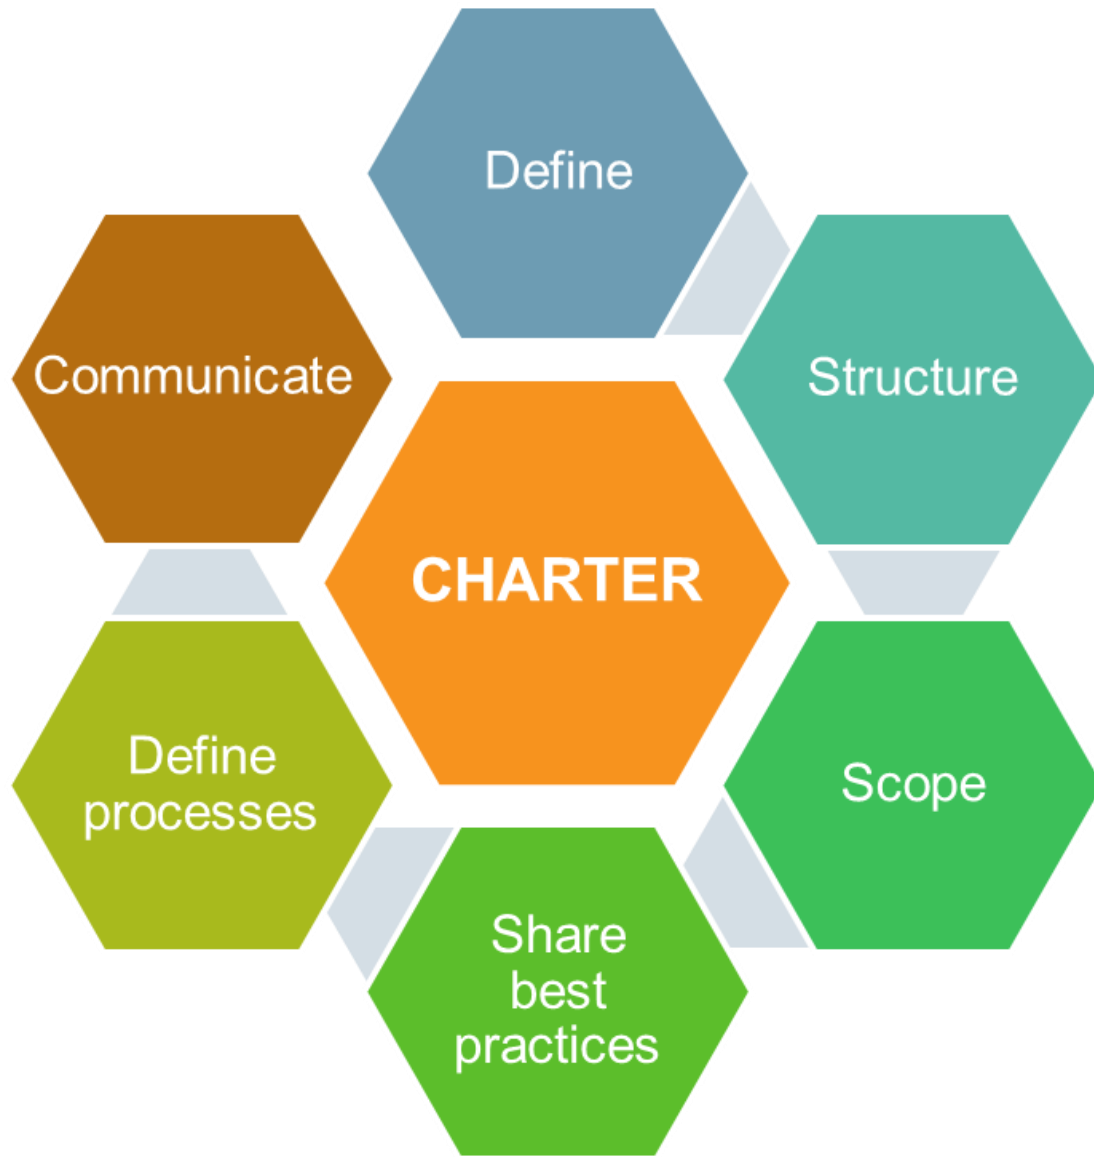 Define
Structure
Scope
Share
best
practices
Define
processes
Communicate
CHARTER